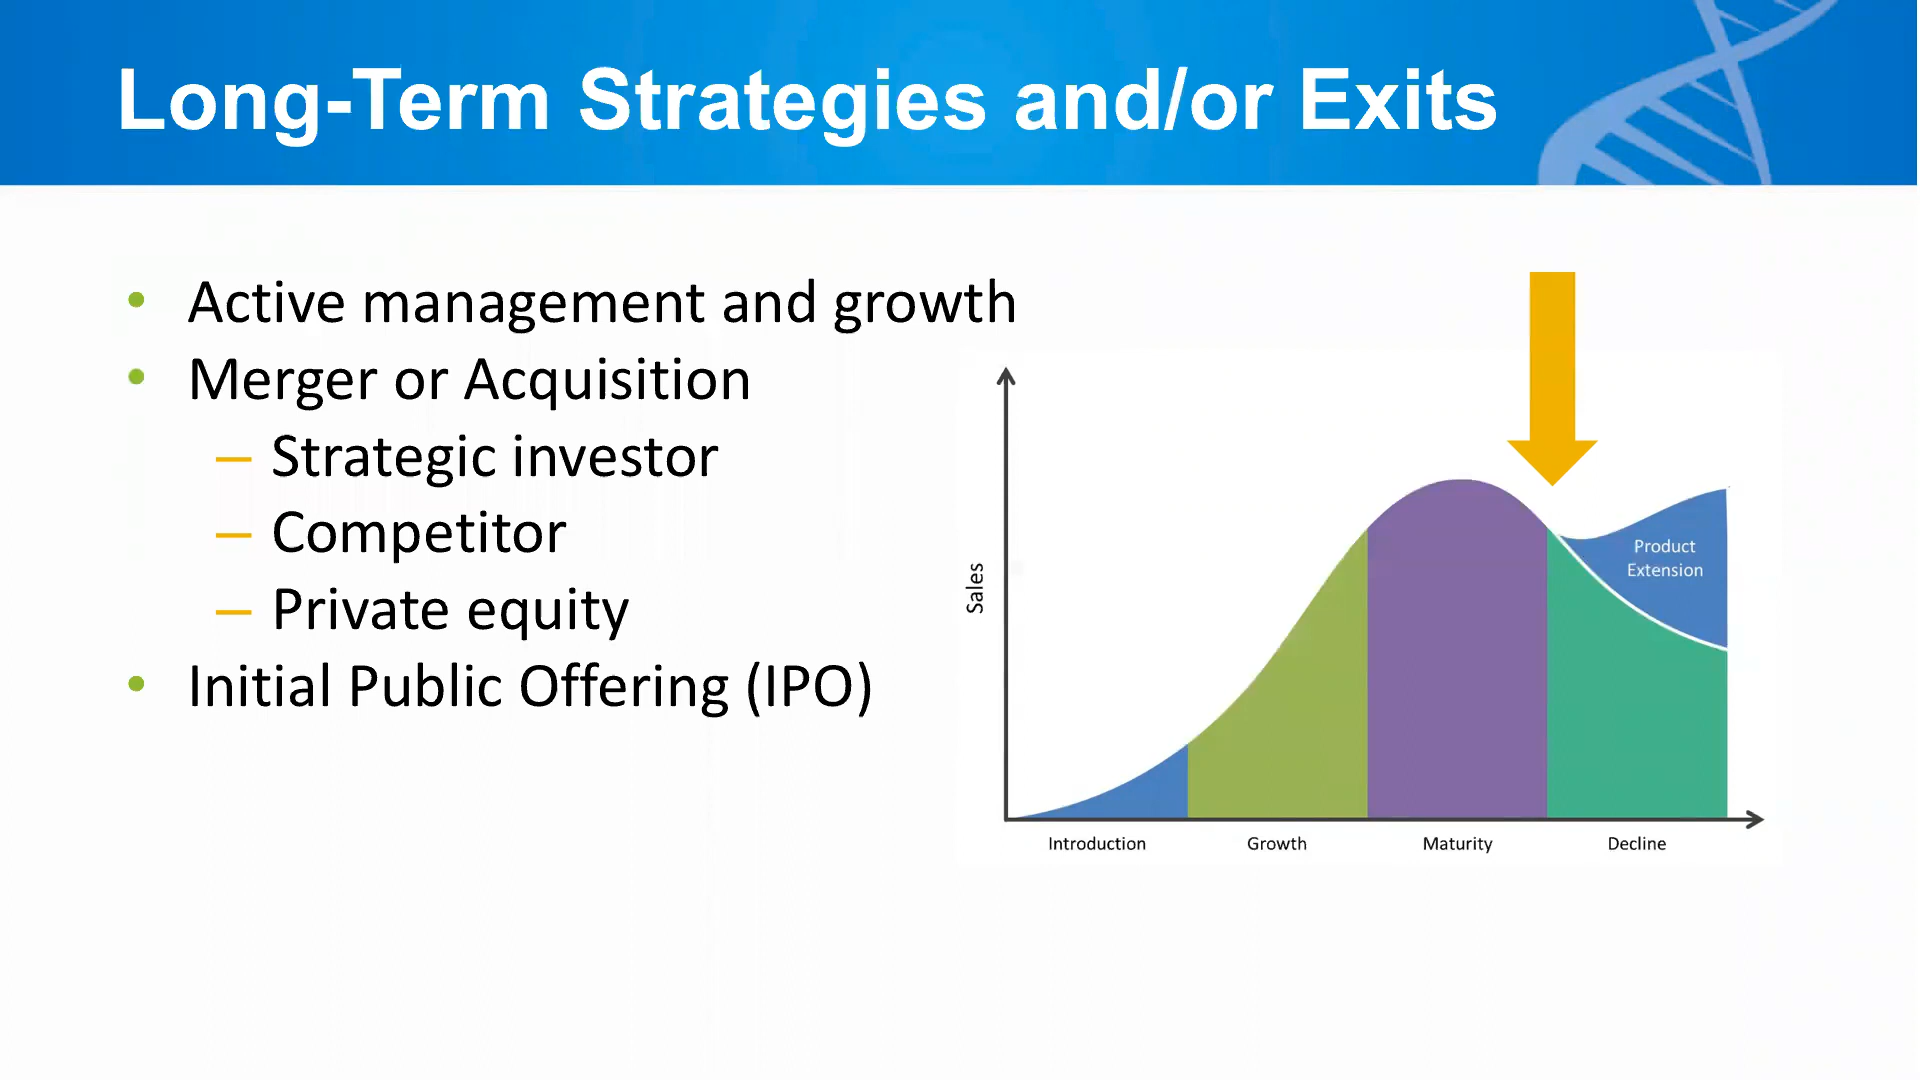 Long-Term Strategies and/or Exits
• Active management and growth
• Merger or Acquisition
– Strategic investor
– Competitor
– Private equity
• Initial Public Offering (IPO)
Sales
Product
Extension
Introduction
Growth
Maturity
Decline